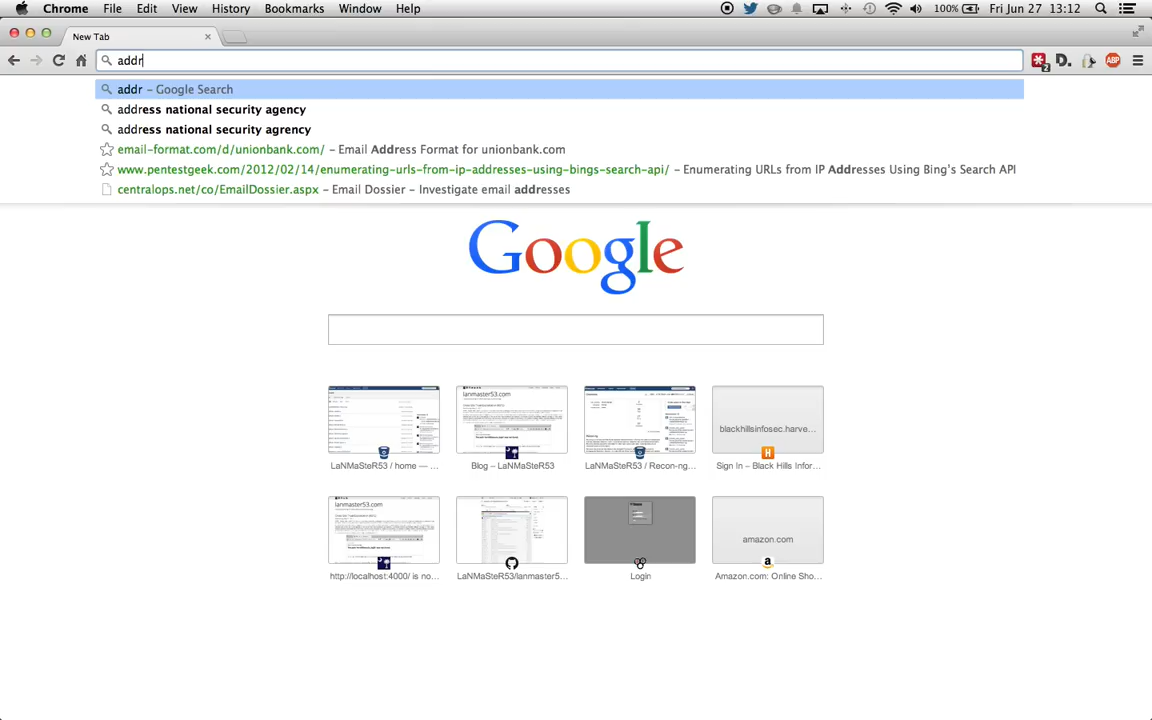 Chrome File Edit View History Bookmarks Window Help 100% Fri Jun 27 13:12
New Tab
addr
addr – Google Search
address national security agency
address national security agrency
email-format.com/d/unionbank.com/ – Email Address Format for unionbank.com
www.pentestgeek.com/2012/02/14/enumerating-urls-from-ip-addresses-using-bings-search-api/ – Enumerating URLs from IP Addresses Using Bing's Search API
centralops.net/co/EmailDossier.aspx – Email Dossier – Investigate email addresses
2 D. ABP
Google
lanmaster53.com
blackhillsinfosec.harve...
LaNMaSteR53 / home — ... Blog – LaNMaSteR53 LaNMaSteR53 / Recon-ng... Sign In – Black Hills Infor...
lanmaster53.com
amazon.com
http://localhost:4000/ is no... LaNMaSteR53/lanmaster5... Login Amazon.com: Online Sho...